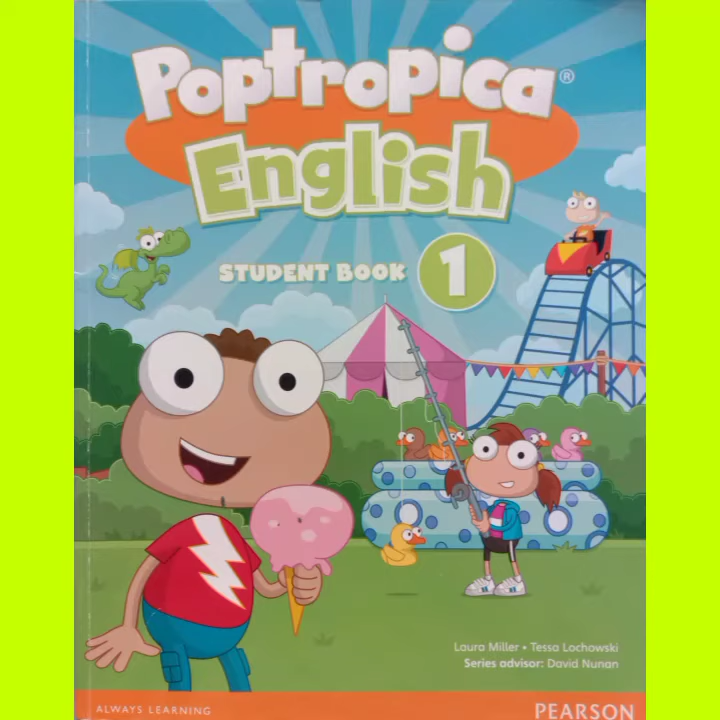 Poptropica®
English
STUDENT BOOK 1
Laura Miller • Tessa Lochowski
Series advisor: David Nunan
ALWAYS LEARNING
PEARSON